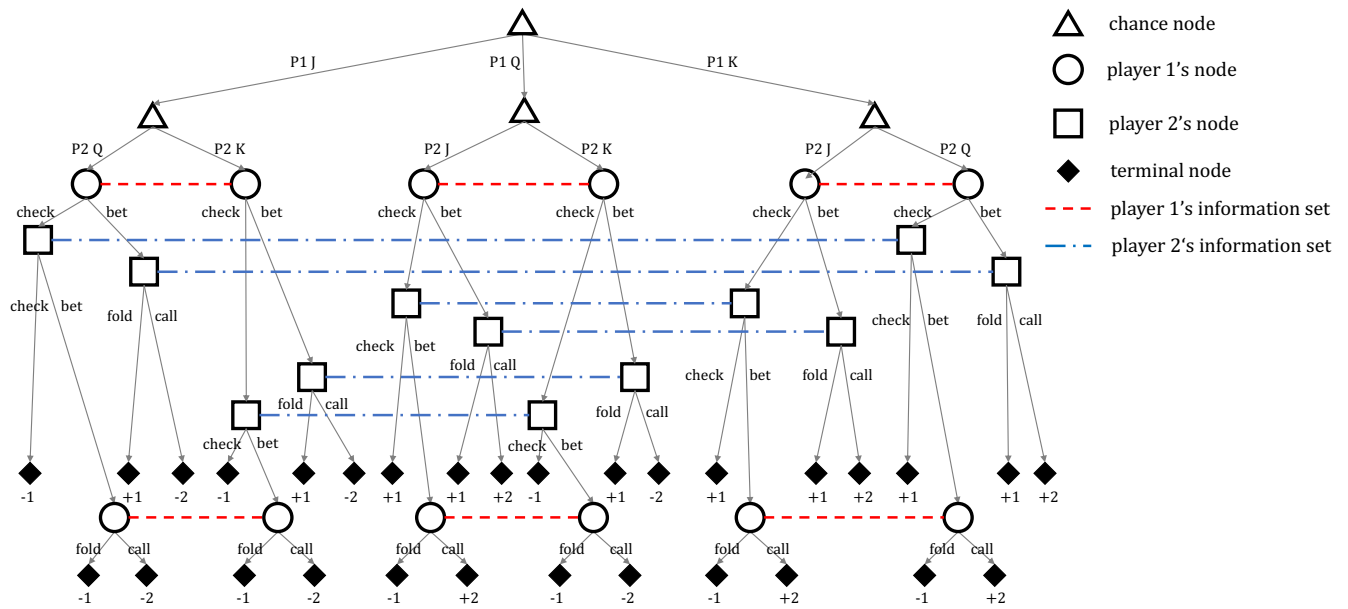 chance node
P1 J
P1 Q
P1 K
player 1's node
player 2's node
P2 Q
P2 K
P2 J
P2 K
P2 J
P2 Q
terminal node
check
bet
check
bet
check
bet
check
bet
check
bet
check
bet
player 1's information set
player 2's information set
check
bet
fold
call
check
bet
fold
call
check
bet
fold
call
fold
call
check
bet
fold
call
fold
call
check
bet
check
bet
-1
+1
-2
-1
+1
-2
+1
+1
+2
-1
+1
-2
+1
+1
+2
+1
+1
+2
fold
call
fold
call
fold
call
fold
call
fold
call
fold
call
-1
-2
-1
-2
-1
+2
-1
-2
-1
+2
-1
+2